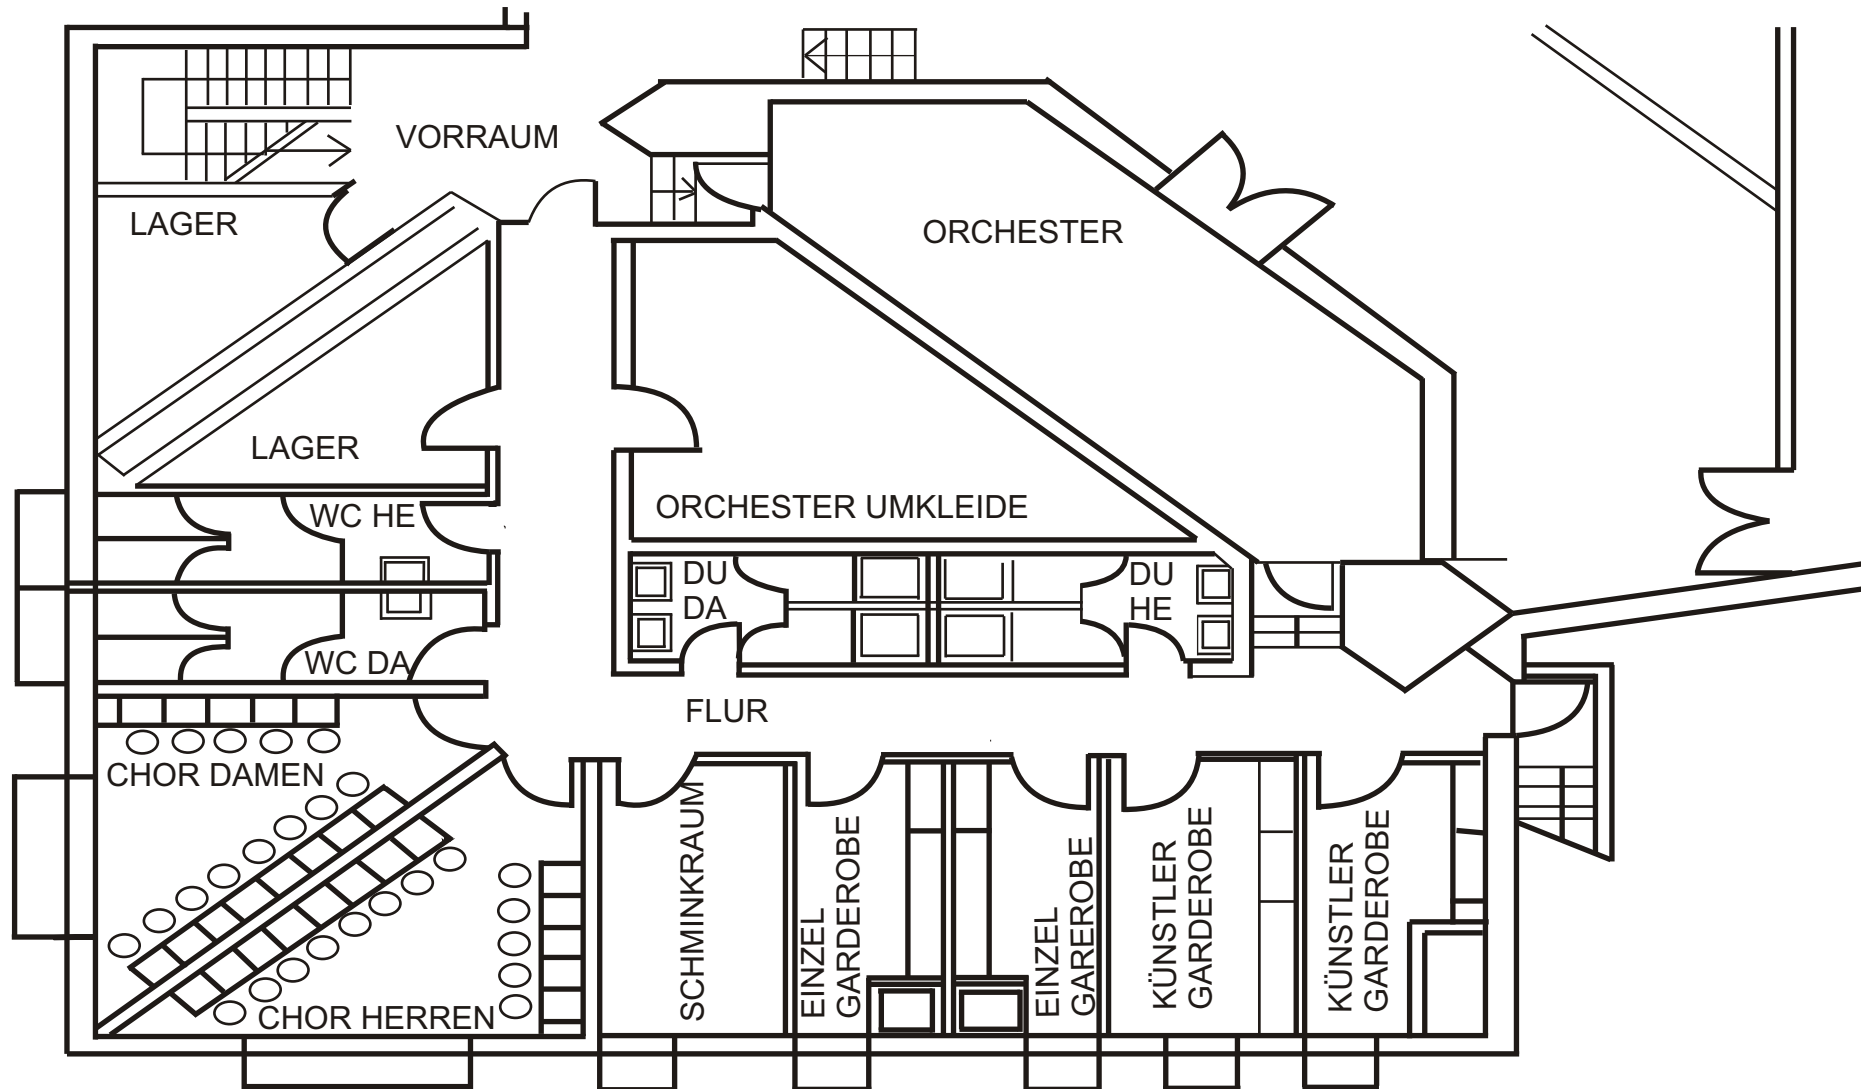 VORRAUM
LAGER
ORCHESTER
LAGER
WC HE
ORCHESTER UMKLEIDE
DU
DA
DU
HE
WC DA
FLUR
CHOR DAMEN
CHOR HERREN
SCHMINKRAUM
EINZEL
GARDEROBE
EINZEL
GAREROBE
KÜNSTLER
GARDEROBE
KÜNSTLER
GARDEROBE